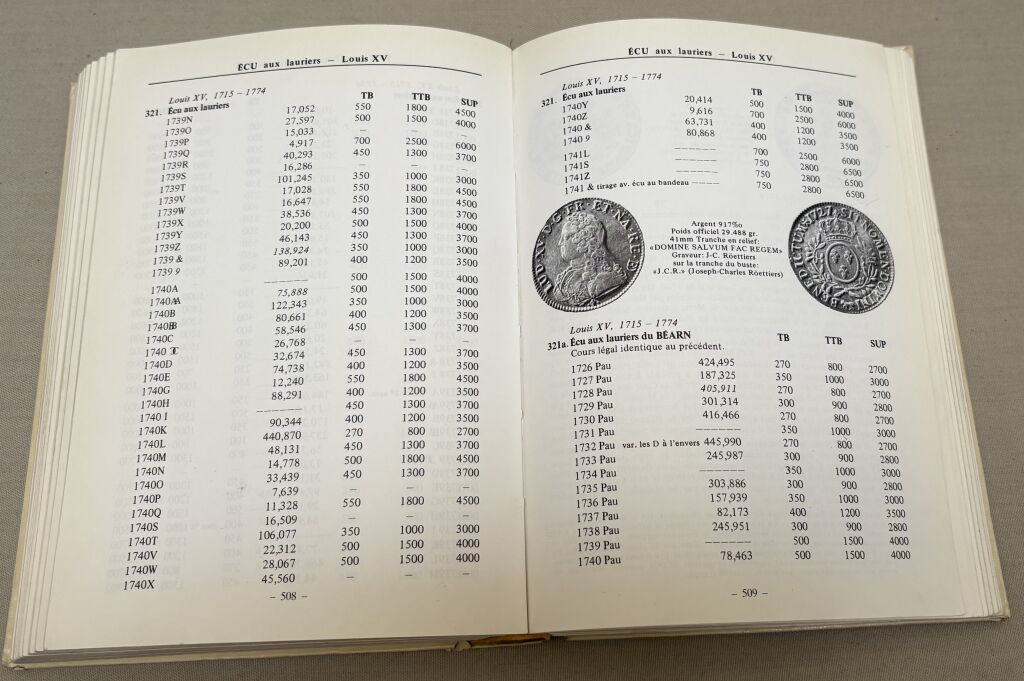 ÉCU aux lauriers – Louis XV
Louis XV, 1715 – 1774
321. Écu aux lauriers TB TTB SUP
1739N 17,052 550 1800 4500
1739O 27,597 500 1500 4000
1739P 15,033 – – –
1739Q 4,917 700 2500 6000
1739R 40,293 450 1300 3700
1739S 16,286
1739T 101,245 350 1000 3000
1739V 17,028 550 1800 4500
1739W 16,647 550 1800 4500
1739X 38,536 450 1300 3700
1739Y 20,200 500 1500 4000
1739Z 46,143 450 1300 3700
1739 & 138,924 350 1000 3000
1739 9 89,201 400 1200 3500
1740A —————— 500 1500 4000
1740AA 75,888 500 1500 4000
1740B 122,343 350 1000 3000
1740BB 80,661 400 1200 3500
1740C 58,546 450 1300 3700
1740 CC 26,768 – – –
1740D 32,674 450 1300 3700
1740E 74,738 400 1200 3500
1740G 12,240 550 1800 4500
1740H 88,291 400 1200 3500
1740 I —————— 450 1300 3700
1740K 90,344 400 1200 3500
1740L 440,870 270 800 2700
1740M 48,131 450 1300 3700
1740N 14,778 500 1800 4500
1740O 33,439 450 1300 3700
1740P 7,639 – – –
1740Q 11,328 550 1800 4500
1740S 16,509 – – –
1740T 106,077 350 1000 3000
1740V 22,312 500 1500 4000
1740W 28,067 500 1500 4000
1740X 45,560 – – –
– 508 –
ÉCU aux lauriers – Louis XV
Louis XV, 1715 – 1774
321. Écu aux lauriers TB TTB SUP
1740Y 20,414 500 1500 4000
1740Z 9,616 700 2500 6000
1740 & 63,731 400 1200 3500
1740 9 80,868 400 1200 3500
1741L —————— 700 2500 6000
1741S —————— 750 2800 6500
1741Z —————— 750 2800 6500
1741 & tirage av. écu au bandeau ————— 750 2800 6500
Argent 917‰
Poids officiel 29.488 gr.
41mm Tranche en relief:
«DOMINE SALVUM FAC REGEM»
Graveur: J-C. Röettiers
sur la tranche du buste:
«J.C.R.» (Joseph-Charles Röettiers)
Louis XV, 1715 – 1774
321a. Écu aux lauriers du BÉARN TB TTB SUP
Cours légal identique au précédent.
1726 Pau 424,495 270 800 2700
1727 Pau 187,325 350 1000 3000
1728 Pau 405,911 270 800 2700
1729 Pau 301,314 300 900 2800
1730 Pau 416,466 270 800 2700
1731 Pau —————— 350 1000 3000
1732 Pau var. les D à l'envers 445,990 270 800 2700
1733 Pau 245,987 300 900 2800
1734 Pau —————— 350 1000 3000
1735 Pau 303,886 300 900 2800
1736 Pau 157,939 350 1000 3000
1737 Pau 82,173 400 1200 3500
1738 Pau 245,951 300 900 2800
1739 Pau —————— 500 1500 4000
1740 Pau 78,463 500 1500 4000
– 509 –